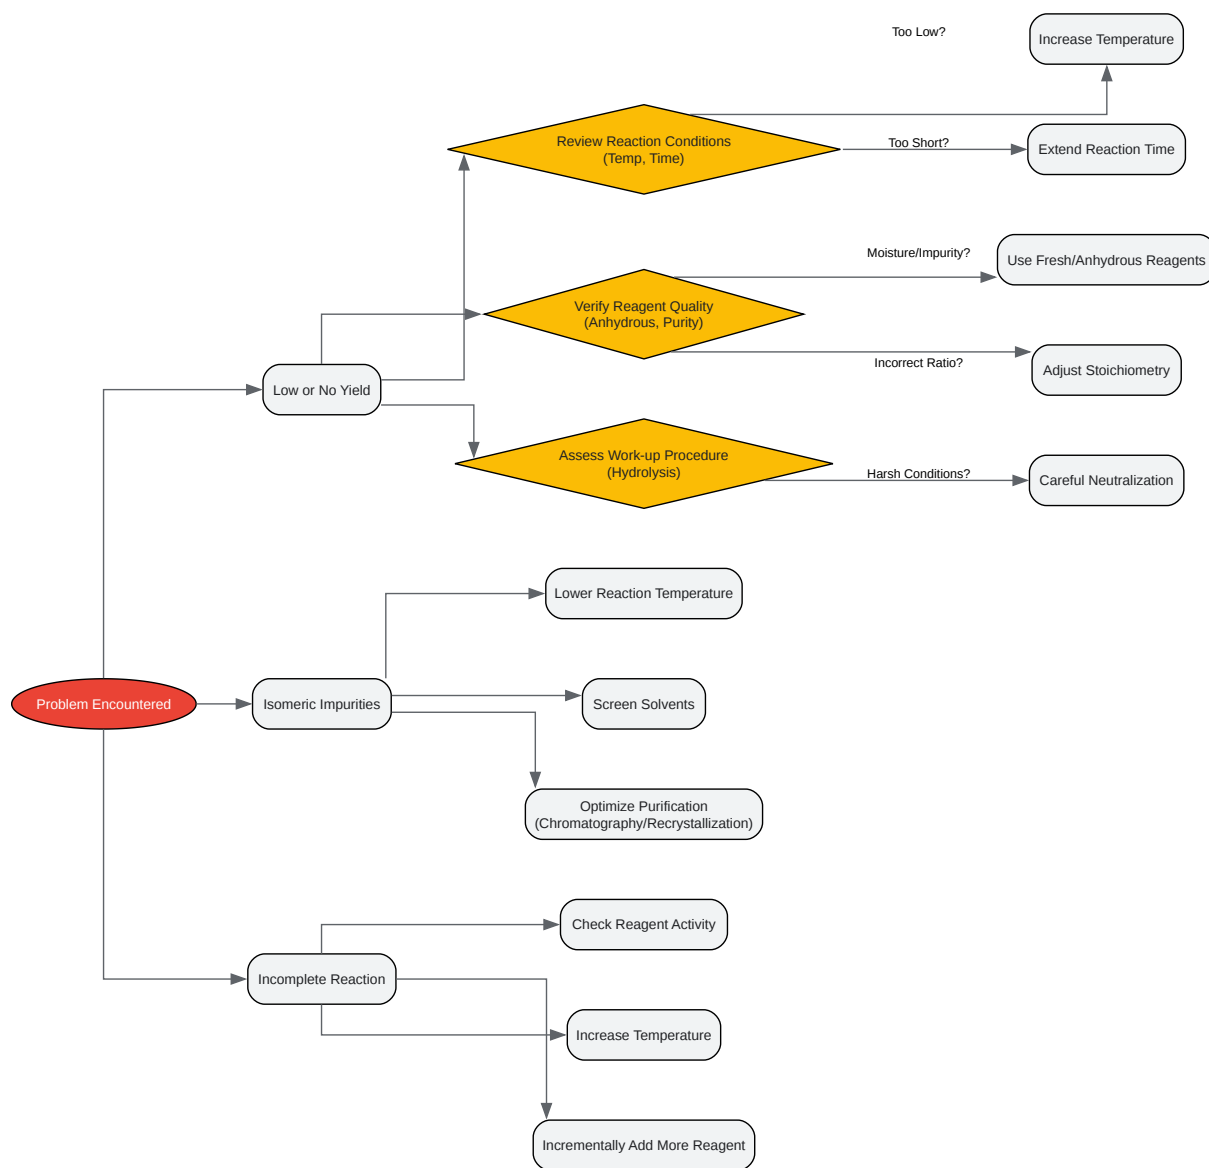 Too Low?
Increase Temperature
Review Reaction Conditions
(Temp, Time)
Too Short?
Extend Reaction Time
Moisture/Impurity?
Use Fresh/Anhydrous Reagents
Verify Reagent Quality
(Anhydrous, Purity)
Incorrect Ratio?
Adjust Stoichiometry
Low or No Yield
Assess Work-up Procedure
(Hydrolysis)
Harsh Conditions?
Careful Neutralization
Lower Reaction Temperature
Problem Encountered
Isomeric Impurities
Screen Solvents
Optimize Purification
(Chromatography/Recrystallization)
Check Reagent Activity
Incomplete Reaction
Increase Temperature
Incrementally Add More Reagent